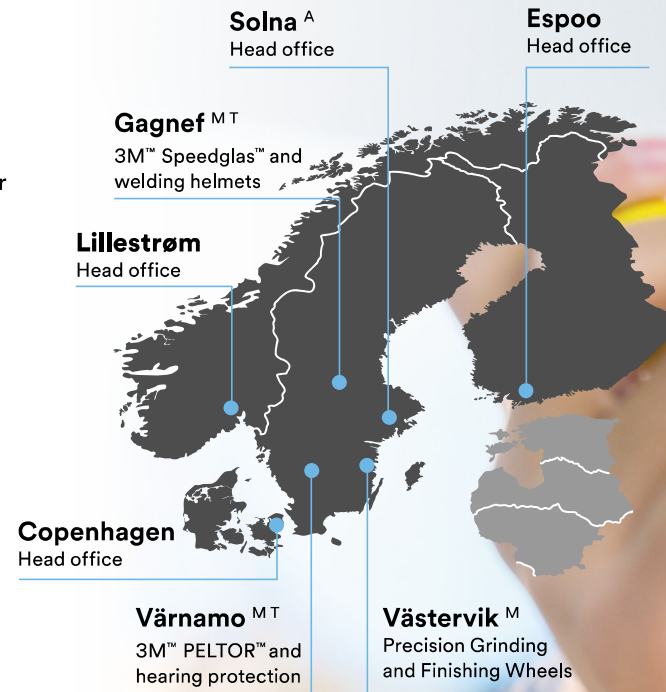 Solna A
Head office
Espoo
Head office
Gagnef M T
3M™ Speedglas™ and
welding helmets
r
Lillestrøm
Head office
Copenhagen
Head office
Värnamo M T
3M™ PELTOR™ and
hearing protection
Västervik M
Precision Grinding
and Finishing Wheels